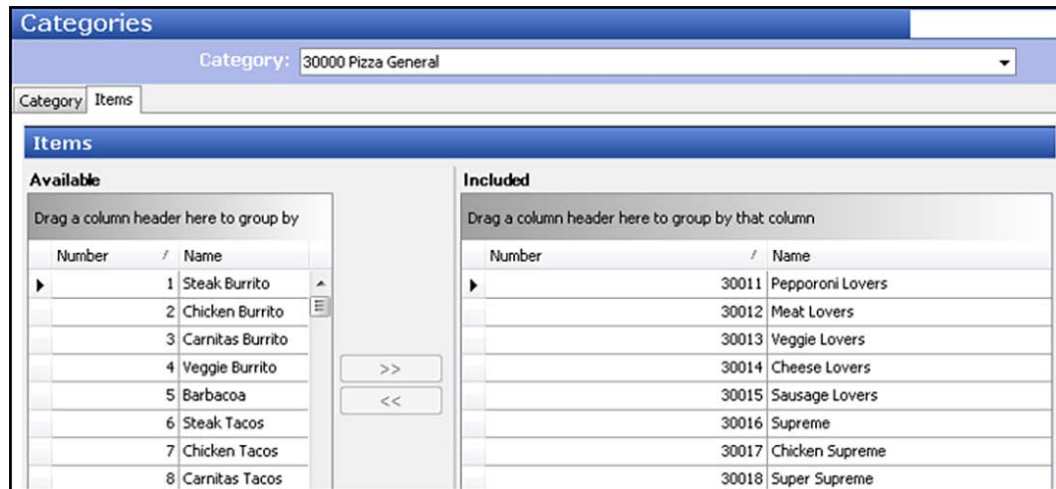 Categories
Category: 30000 Pizza General
Category Items
Items
Available Included
Drag a column header here to group by Drag a column header here to group by that column
Number / Name Number / Name
1 Steak Burrito 30011 Pepporoni Lovers
2 Chicken Burrito 30012 Meat Lovers
3 Carnitas Burrito 30013 Veggie Lovers
4 Veggie Burrito >> 30014 Cheese Lovers
5 Barbacoa << 30015 Sausage Lovers
6 Steak Tacos 30016 Supreme
7 Chicken Tacos 30017 Chicken Supreme
8 Carnitas Tacos 30018 Super Supreme